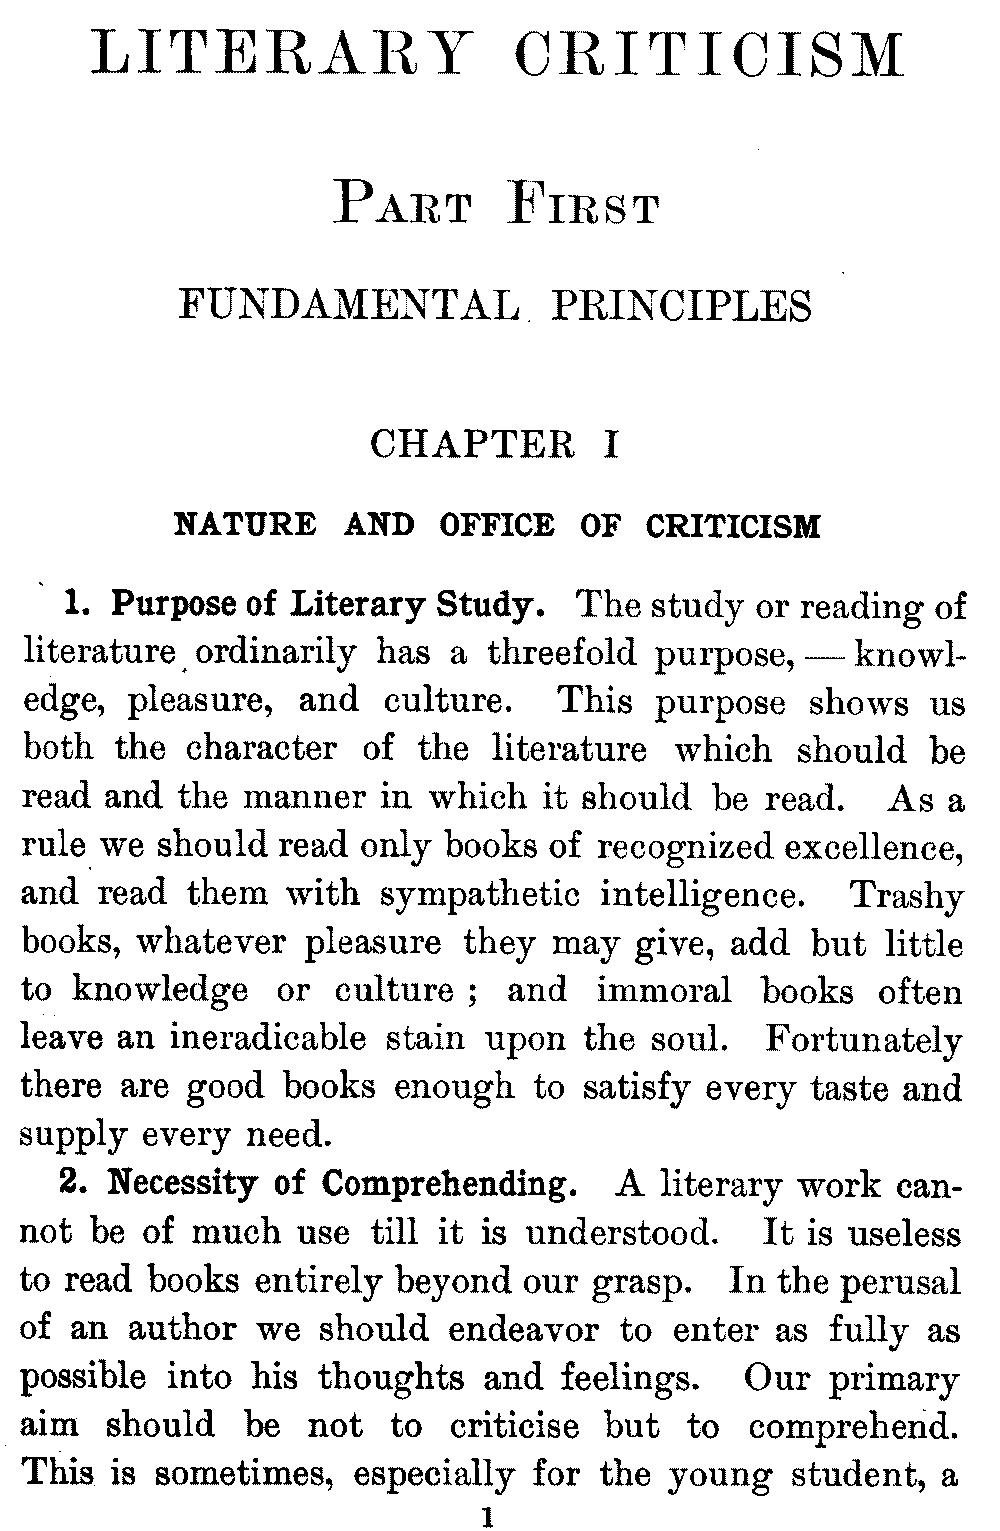 LITERARY CRITICISM
PART FIRST
FUNDAMENTAL PRINCIPLES
CHAPTER I
NATURE AND OFFICE OF CRITICISM
1. Purpose of Literary Study. The study or reading of
literature ordinarily has a threefold purpose, — knowl-
edge, pleasure, and culture. This purpose shows us
both the character of the literature which should be
read and the manner in which it should be read. As a
rule we should read only books of recognized excellence,
and read them with sympathetic intelligence. Trashy
books, whatever pleasure they may give, add but little
to knowledge or culture ; and immoral books often
leave an ineradicable stain upon the soul. Fortunately
there are good books enough to satisfy every taste and
supply every need.
2. Necessity of Comprehending. A literary work can-
not be of much use till it is understood. It is useless
to read books entirely beyond our grasp. In the perusal
of an author we should endeavor to enter as fully as
possible into his thoughts and feelings. Our primary
aim should be not to criticise but to comprehend.
This is sometimes, especially for the young student, a
1